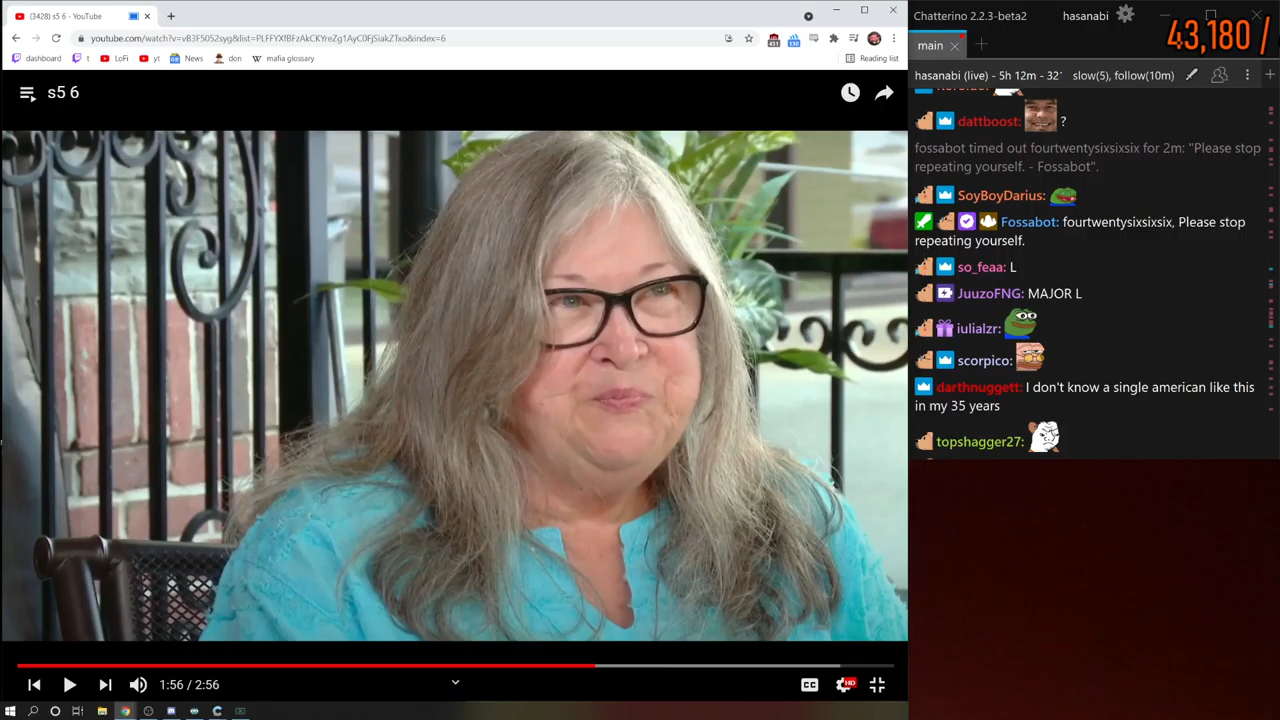 (3428) s5 6 - YouTube
youtube.com/watch?v=vB3F5052syg&list=PLFFYXfBFzAkCKYreZg1AyC0FjSiakZTxo&index=6
dashboard
t
LoFi
yt
News
don
mafia glossary
Reading list
s5 6
1:56 / 2:56
CC
HD
Chatterino 2.2.3-beta2
hasanabi
43,180 /
main
hasanabi (live) - 5h 12m - 32
slow(5), follow(10m)
dattboost: ?
fossabot timed out fourtwentysixsixsix for 2m: "Please stop
repeating yourself. - Fossabot".
SoyBoyDarius:
Fossabot: fourtwentysixsixsix, Please stop
repeating yourself.
so_feaa: L
JuuzoFNG: MAJOR L
iulialzr:
scorpico:
darthnuggett: I don't know a single american like this
in my 35 years
topshagger27: